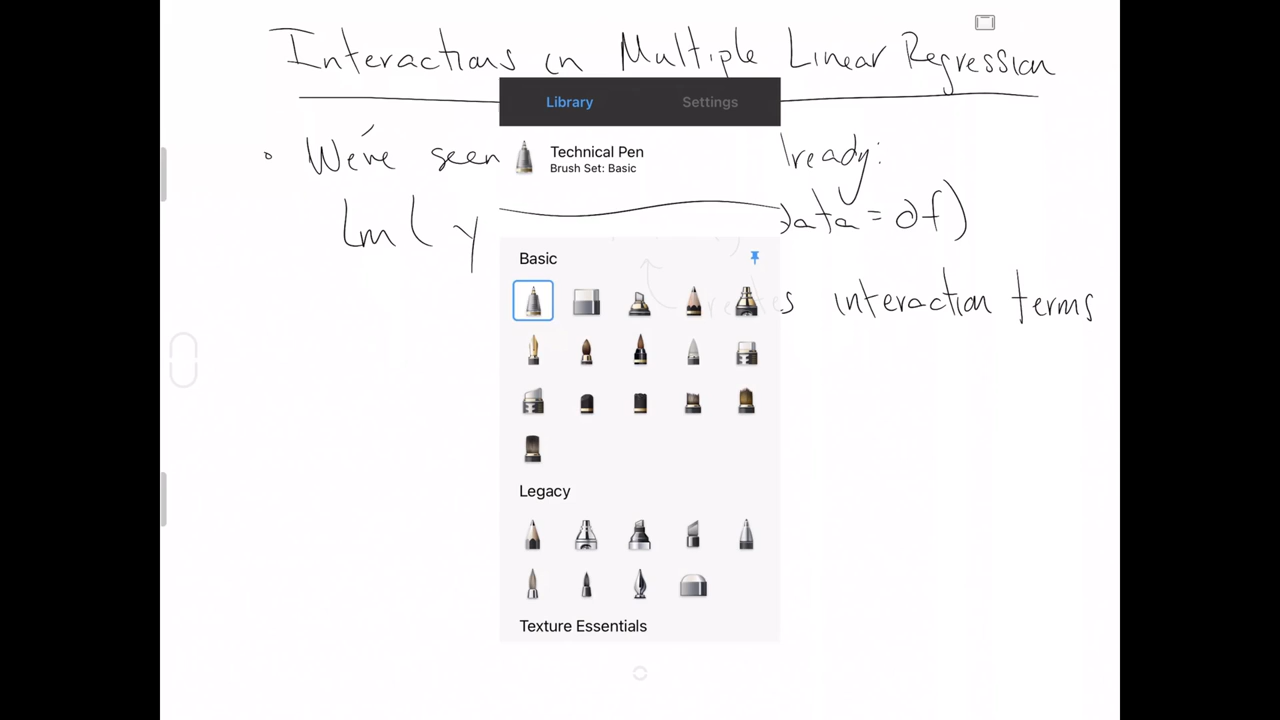 Interactions in Multiple Linear Regression
Library Settings
We've seen lready:
Technical Pen
Brush Set: Basic
lm( y data = df)
Basic
creates interaction terms
Legacy
Texture Essentials